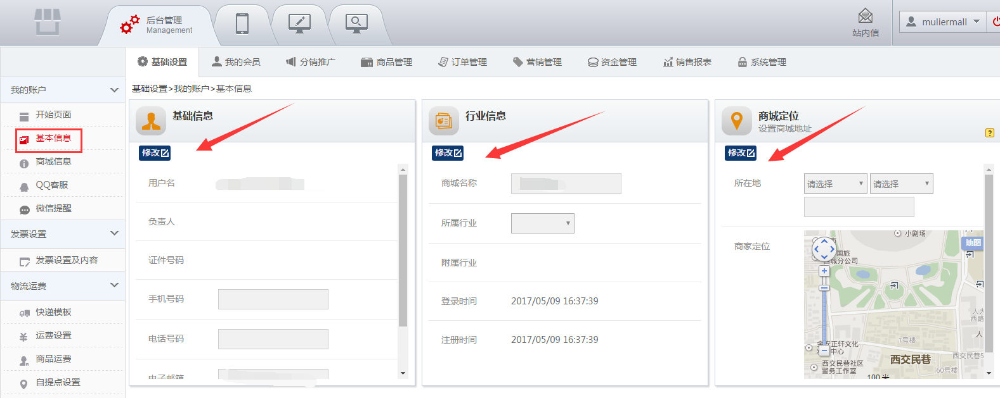 后台管理
Management
站内信
muliermall
基础设置
我的会员
分销推广
商品管理
订单管理
营销管理
资金管理
销售报表
系统管理
我的账户
开始页面
基本信息
商城信息
QQ客服
微信提醒
发票设置
发票设置及内容
物流运费
快递模板
运费设置
商品运费
自提点设置
基础设置>我的账户>基本信息
基础信息
修改
用户名
负责人
证件号码
手机号码
电话号码
电子邮箱
行业信息
修改
商城名称
所属行业
附属行业
登录时间 2017/05/09 16:37:39
注册时间 2017/05/09 16:37:39
商城定位
设置商城地址
?
修改
所在地 请选择 请选择
商家定位
小剧场
地图
国旅
西城分公司
人大
西路
人
1号楼
金安正轩文化
中心
西交民巷
西交民巷5
西交民巷社区
警务工作室
60号楼
100 米